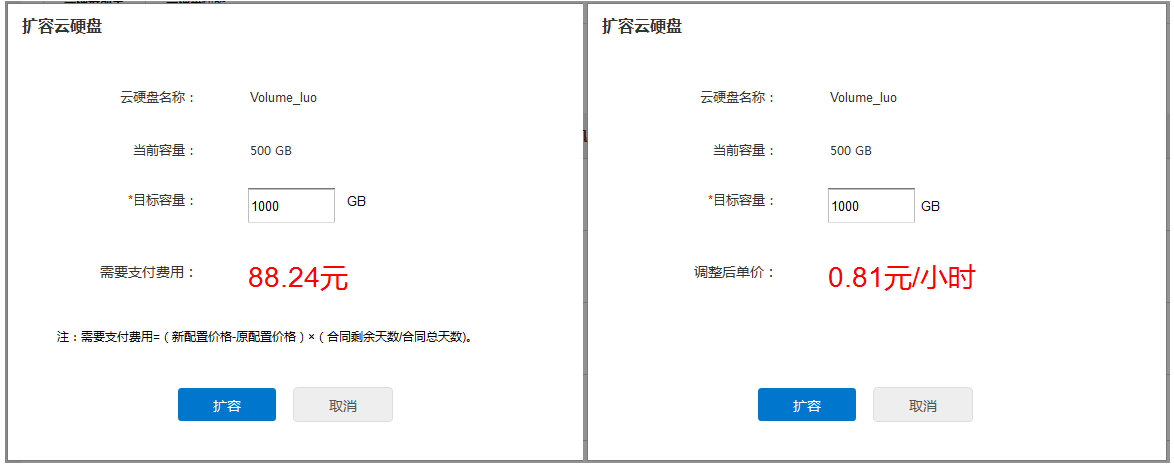 扩容云硬盘
云硬盘名称： Volume_luo
当前容量： 500 GB
*目标容量： 1000 GB
需要支付费用： 88.24元
注：需要支付费用=（新配置价格-原配置价格）×（合同剩余天数/合同总天数)。
扩容 取消
扩容云硬盘
云硬盘名称： Volume_luo
当前容量： 500 GB
*目标容量： 1000 GB
调整后单价： 0.81元/小时
扩容 取消